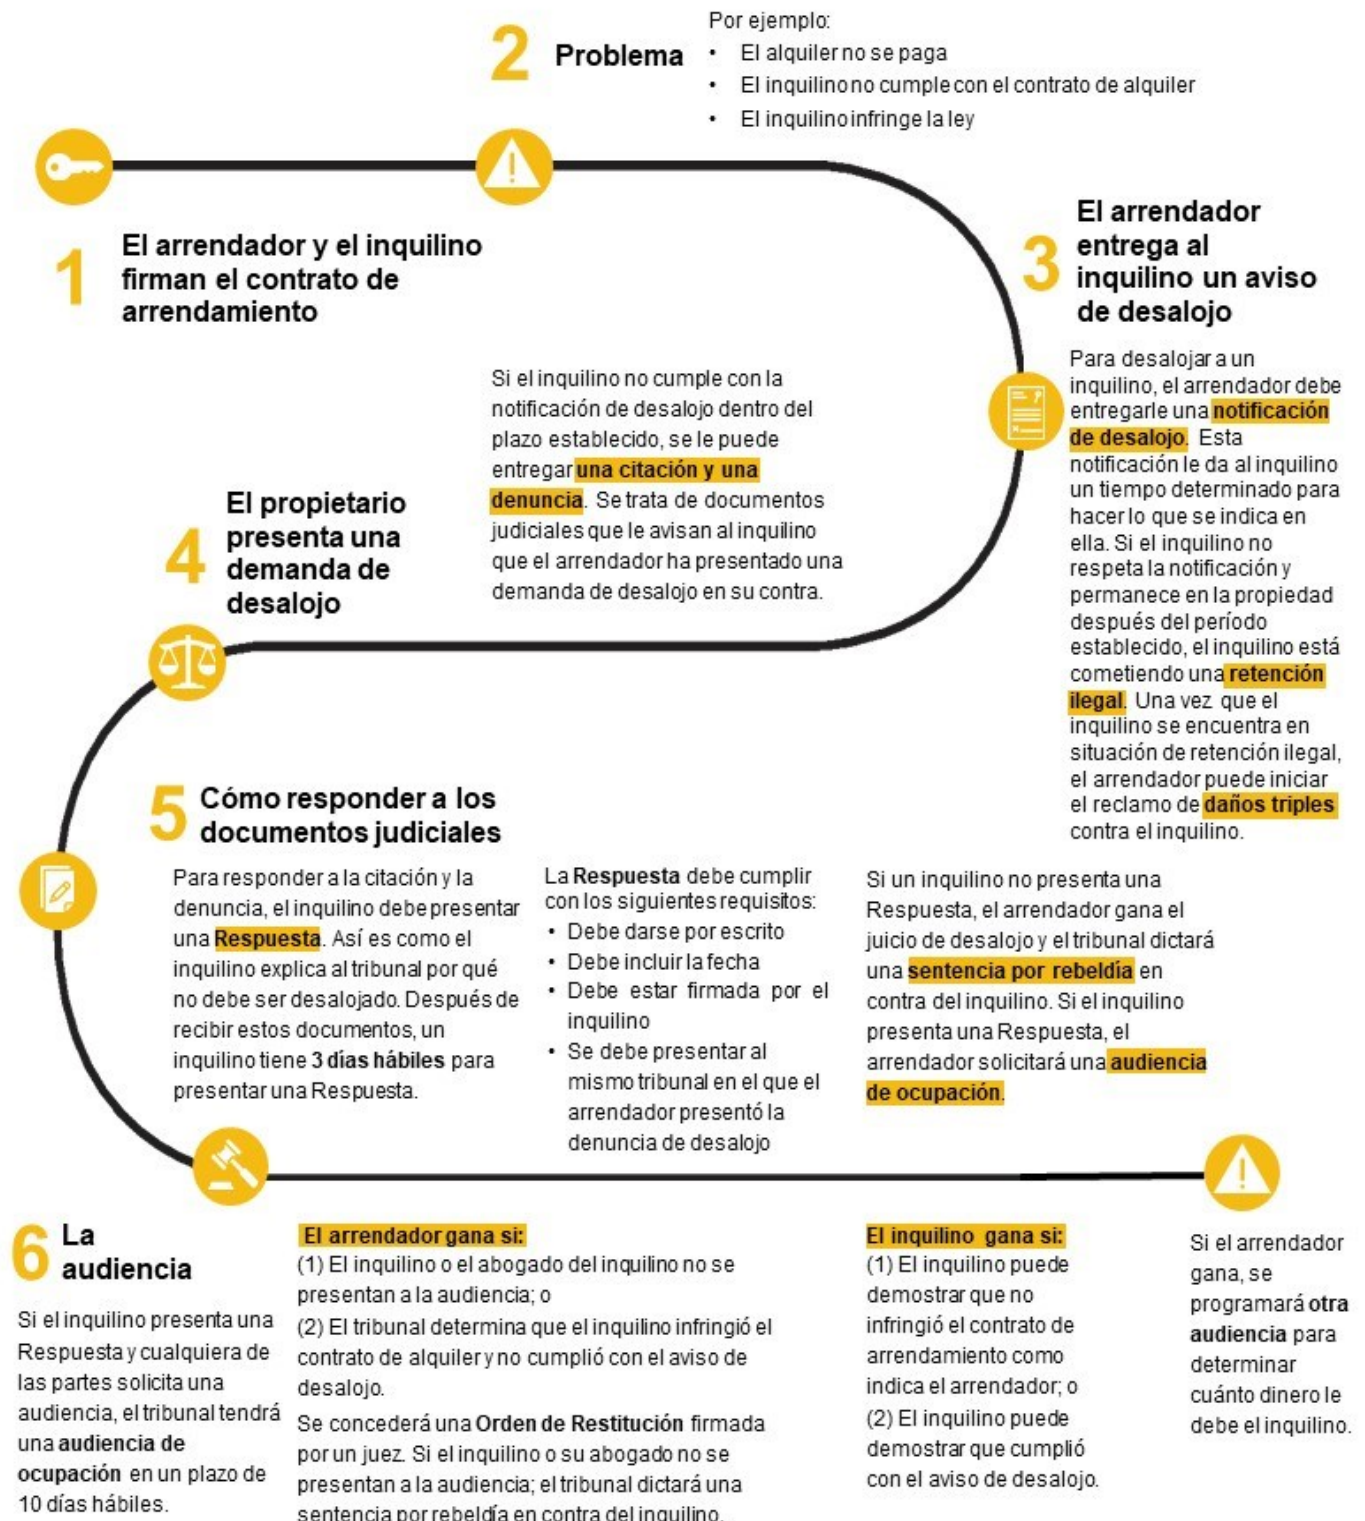 2
Problema
Por ejemplo:
• El alquiler no se paga
• El inquilino no cumple con el contrato de alquiler
• El inquilino infringe la ley
1
El arrendador y el inquilino
firman el contrato de
arrendamiento
3
El arrendador
entrega al
inquilino un aviso
de desalojo
Para desalojar a un
inquilino, el arrendador debe
entregarle una notificación
de desalojo. Esta
notificación le da al inquilino
un tiempo determinado para
hacer lo que se indica en
ella. Si el inquilino no
respeta la notificación y
permanece en la propiedad
después del período
establecido, el inquilino está
cometiendo una retención
ilegal. Una vez que el
inquilino se encuentra en
situación de retención ilegal,
el arrendador puede iniciar
el reclamo de daños triples
contra el inquilino.
4
El propietario
presenta una
demanda de
desalojo
Si el inquilino no cumple con la
notificación de desalojo dentro del
plazo establecido, se le puede
entregar una citación y una
denuncia. Se trata de documentos
judiciales que le avisan al inquilino
que el arrendador ha presentado una
demanda de desalojo en su contra.
5
Cómo responder a los
documentos judiciales
Para responder a la citación y la
denuncia, el inquilino debe presentar
una Respuesta. Así es como el
inquilino explica al tribunal por qué
no debe ser desalojado. Después de
recibir estos documentos, un
inquilino tiene 3 días hábiles para
presentar una Respuesta.
La Respuesta debe cumplir
con los siguientes requisitos:
• Debe darse por escrito
• Debe incluir la fecha
• Debe estar firmada por el
inquilino
• Se debe presentar al
mismo tribunal en el que el
arrendador presentó la
denuncia de desalojo
Si un inquilino no presenta una
Respuesta, el arrendador gana el
juicio de desalojo y el tribunal dictará
una sentencia por rebeldía en
contra del inquilino. Si el inquilino
presenta una Respuesta, el
arrendador solicitará una audiencia
de ocupación.
6
La
audiencia
Si el inquilino presenta una
Respuesta y cualquiera de
las partes solicita una
audiencia, el tribunal tendrá
una audiencia de
ocupación en un plazo de
10 días hábiles.
El arrendador gana si:
(1) El inquilino o el abogado del inquilino no se
presentan a la audiencia; o
(2) El tribunal determina que el inquilino infringió el
contrato de alquiler y no cumplió con el aviso de
desalojo.
Se concederá una Orden de Restitución firmada
por un juez. Si el inquilino o su abogado no se
presentan a la audiencia; el tribunal dictará una
sentencia por rebeldía en contra del inquilino.
El inquilino gana si:
(1) El inquilino puede
demostrar que no
infringió el contrato de
arrendamiento como
indica el arrendador; o
(2) El inquilino puede
demostrar que cumplió
con el aviso de desalojo.
Si el arrendador
gana, se
programará otra
audiencia para
determinar
cuánto dinero le
debe el inquilino.